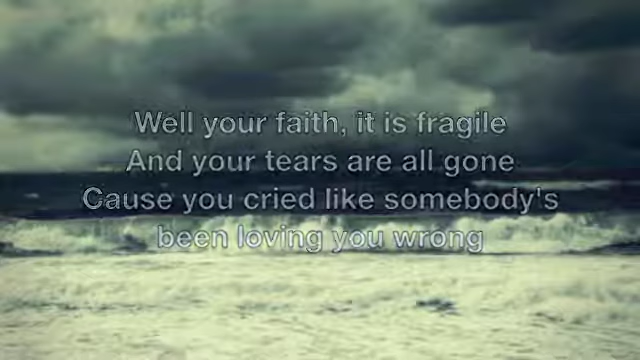 Well your faith, it is fragile
And your tears are all gone
Cause you cried like somebody's
been loving you wrong